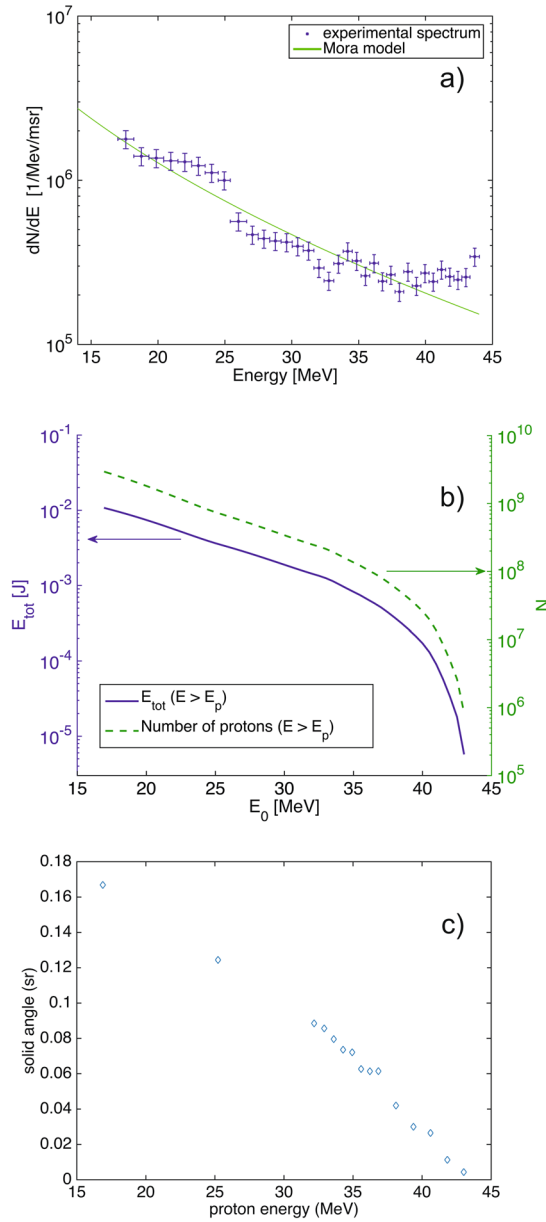 10^7
experimental spectrum
Mora model
a)
dN/dE [1/Mev/msr]
10^6
10^5
15 20 25 30 35 40 45
Energy [MeV]
10^-1
10^10
b)
10^-2
10^9
E_tot [J]
10^-3
10^8
N
10^-4
10^7
E_tot (E > E_p)
Number of protons (E > E_p)
10^6
10^-5
10^5
15 20 25 30 35 40 45
E_0 [MeV]
0.18
c)
0.16
0.14
0.12
0.1
solid angle (sr)
0.08
0.06
0.04
0.02
0
15 20 25 30 35 40 45
proton energy (MeV)